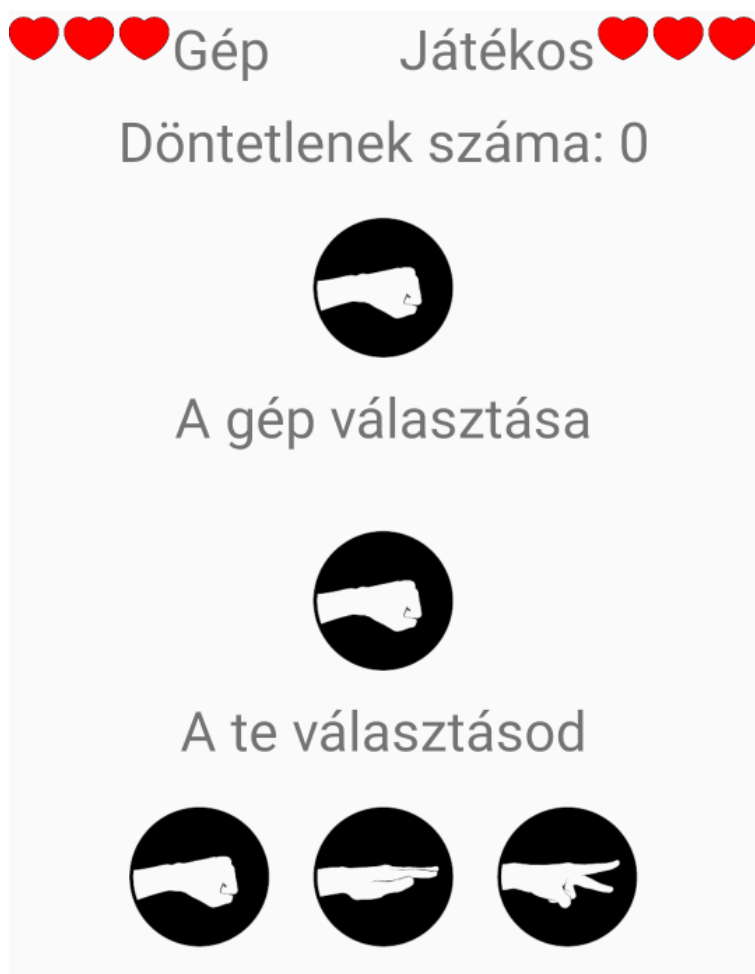 Gép Játékos
Döntetlenek száma: 0
A gép választása
A te választásod